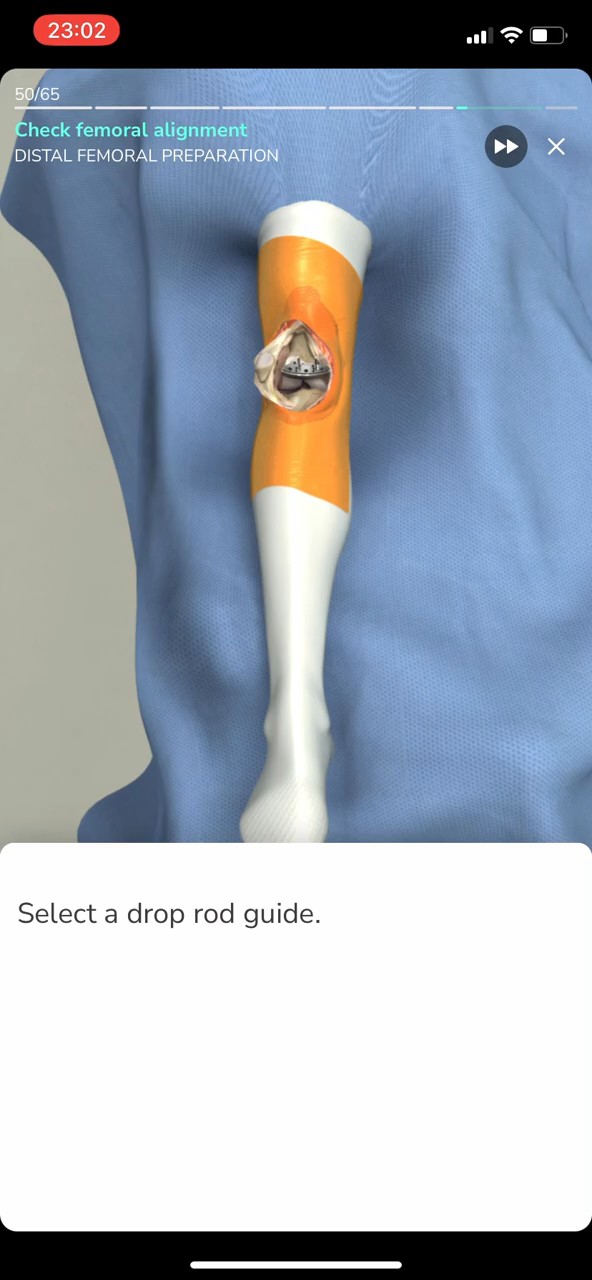 23:02
50/65
Check femoral alignment
DISTAL FEMORAL PREPARATION
Select a drop rod guide.